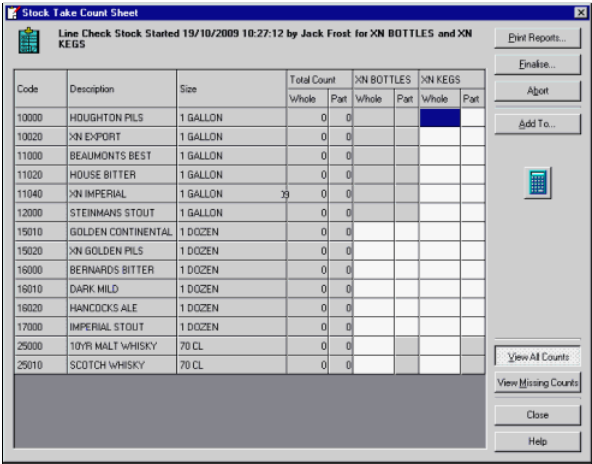 Stock Take Count Sheet
Line Check Stock Started 19/10/2009 10:27:12 by Jack Frost for XN BOTTLES and XN
KEGS
Print Reports...
Finalise...
Abort
Add To...
Total Count XN BOTTLES XN KEGS
Code Description Size Whole Part Whole Part Whole Part
10000 HOUGHTON PILS 1 GALLON 0 0
10020 XN EXPORT 1 GALLON 0 0
11000 BEAUMONTS BEST 1 GALLON 0 0
11020 HOUSE BITTER 1 GALLON 0 0
11040 XN IMPERIAL 1 GALLON 0 0
12000 STEINMANS STOUT 1 GALLON 0 0
15010 GOLDEN CONTINENTAL 1 DOZEN 0 0
15020 XN GOLDEN PILS 1 DOZEN 0 0
16000 BERNARDS BITTER 1 DOZEN 0 0
16010 DARK MILD 1 DOZEN 0 0
16020 HANCOCKS ALE 1 DOZEN 0 0
17000 IMPERIAL STOUT 1 DOZEN 0 0
25000 10YR MALT WHISKY 70 CL 0 0
25010 SCOTCH WHISKY 70 CL 0 0
View All Counts
View Missing Counts
Close
Help